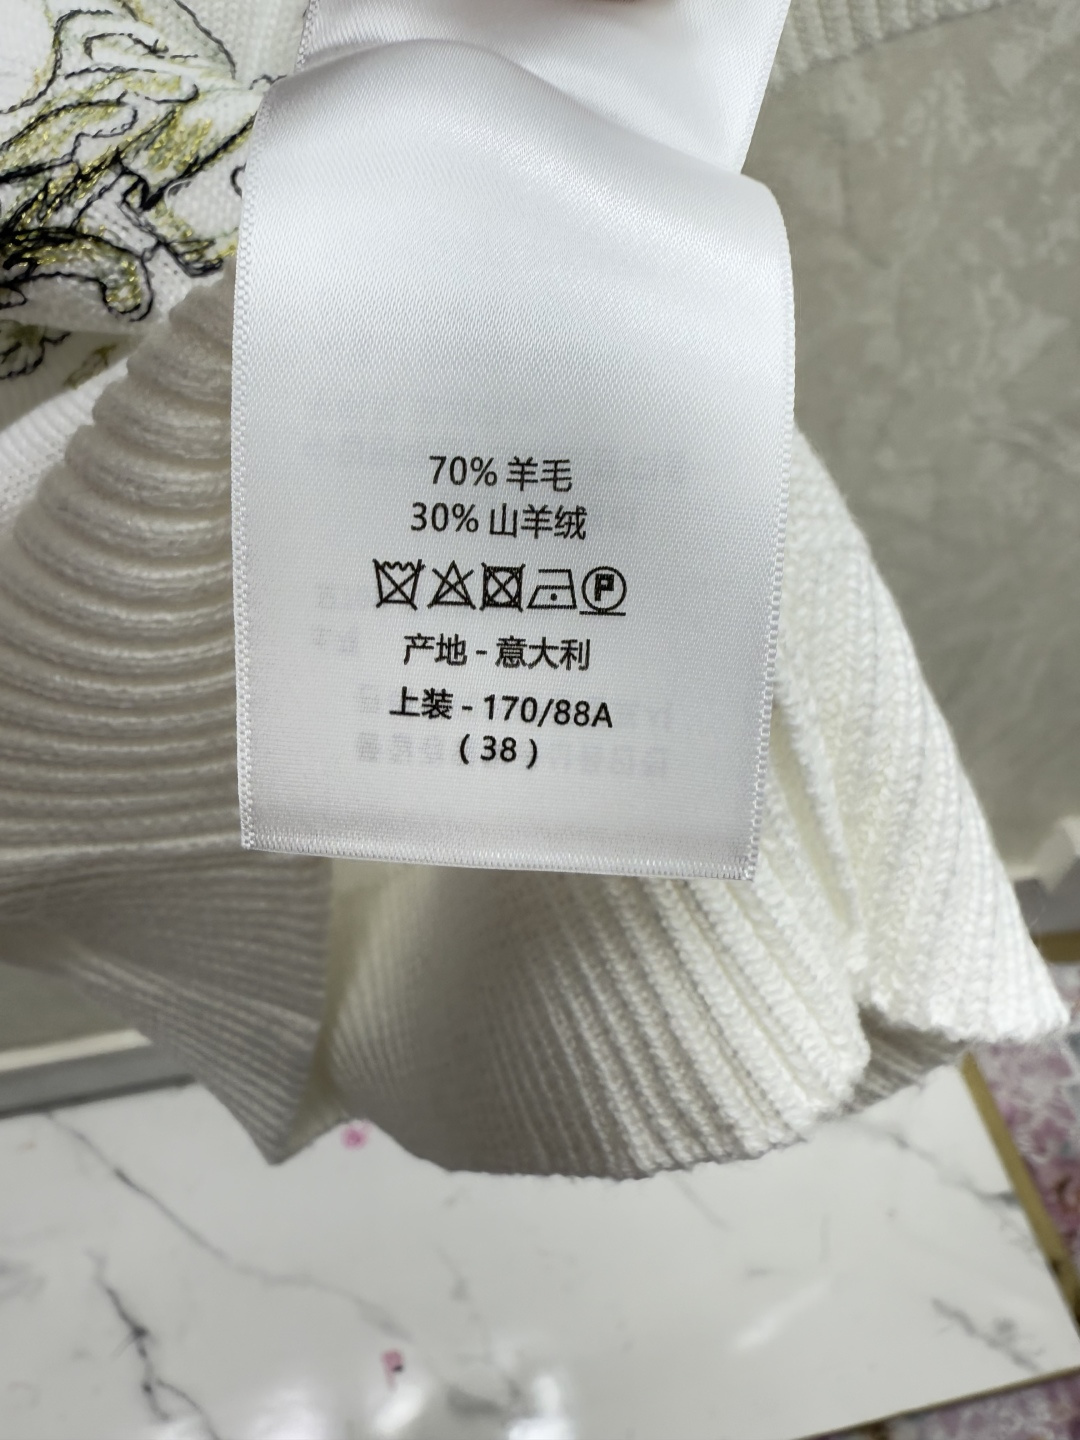 70% 羊毛
30% 山羊绒
P
产地 - 意大利
上装 - 170/88A
( 38 )